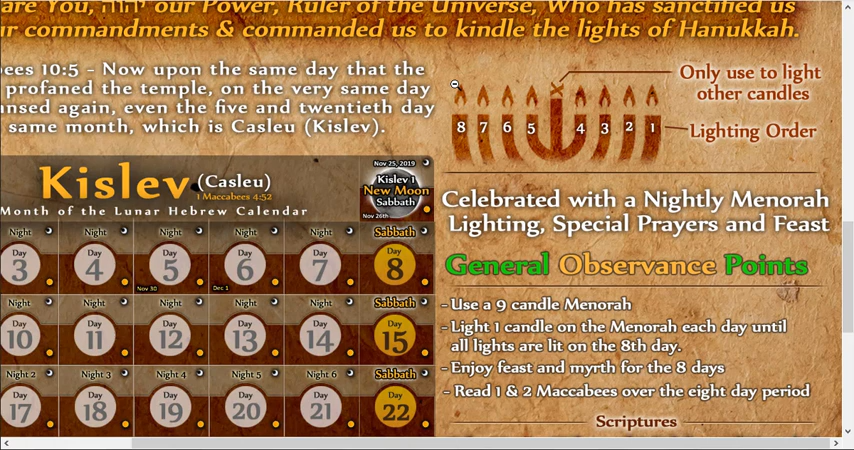 are You, יהוה our Power, Ruler of the Universe, Who has sanctified us
r commandments & commanded us to kindle the lights of Hanukkah.
ees 10:5 - Now upon the same day that the
profaned the temple, on the very same day
nsed again, even the five and twentieth day
same month, which is Casleu (Kislev).
Only use to light
other candles
8 7 6 5 4 3 2 1
Lighting Order
Kislev (Casleu)
1 Maccabees 4:52
Month of the Lunar Hebrew Calendar
Nov 25, 2019
Kislev 1
New Moon
Sabbath
Nov 26th
Night Night Night Night Night Sabbath
Day Day Day Day Day Day
3 4 5 6 7 8
Nov 30 Dec 1
Night Night Night Night Night Sabbath
Day Day Day Day Day Day
10 11 12 13 14 15
Night 2 Night 3 Night 4 Night 5 Night 6 Sabbath
Day Day Day Day Day Day
17 18 19 20 21 22
Celebrated with a Nightly Menorah
Lighting, Special Prayers and Feast
General Observance Points
- Use a 9 candle Menorah
- Light 1 candle on the Menorah each day until
all lights are lit on the 8th day.
- Enjoy feast and myrth for the 8 days
- Read 1 & 2 Maccabees over the eight day period
Scriptures